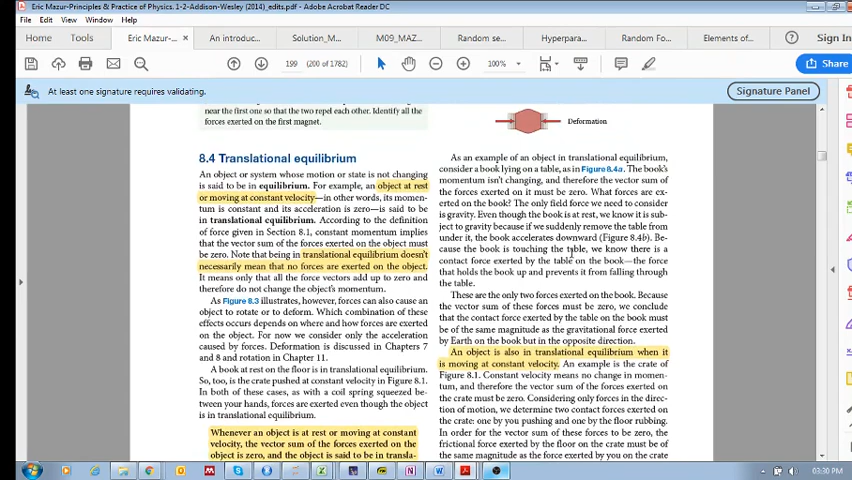 Eric Mazur-Principles & Practice of Physics. 1-2-Addison-Wesley (2014)_edits.pdf - Adobe Acrobat Reader DC
File Edit View Window Help
Home Tools Eric Mazur-... × An introduc... Solution_M... M09_MAZ... Random se... Hyperpara... Random Fo... Elements of... Sign In
199 (200 of 1782) 100% Share
At least one signature requires validating. Signature Panel
near the first one so that the two repel each other. Identify all the
forces exerted on the first magnet.
Deformation
8.4 Translational equilibrium
An object or system whose motion or state is not changing
is said to be in equilibrium. For example, an object at rest
or moving at constant velocity—in other words, its momen-
tum is constant and its acceleration is zero—is said to be
in translational equilibrium. According to the definition
of force given in Section 8.1, constant momentum implies
that the vector sum of the forces exerted on the object must
be zero. Note that being in translational equilibrium doesn't
necessarily mean that no forces are exerted on the object.
It means only that all the force vectors add up to zero and
therefore do not change the object's momentum.
As Figure 8.3 illustrates, however, forces can also cause an
object to rotate or to deform. Which combination of these
effects occurs depends on where and how forces are exerted
on the object. For now we consider only the acceleration
caused by forces. Deformation is discussed in Chapters 7
and 8 and rotation in Chapter 11.
A book at rest on the floor is in translational equilibrium.
So, too, is the crate pushed at constant velocity in Figure 8.1.
In both of these cases, as with a coil spring squeezed be-
tween your hands, forces are exerted even though the object
is in translational equilibrium.
Whenever an object is at rest or moving at constant
velocity, the vector sum of the forces exerted on the
object is zero, and the object is said to be in transla-
As an example of an object in translational equilibrium,
consider a book lying on a table, as in Figure 8.4a. The book's
momentum isn't changing, and therefore the vector sum of
the forces exerted on it must be zero. What forces are ex-
erted on the book? The only field force we need to consider
is gravity. Even though the book is at rest, we know it is sub-
ject to gravity because if we suddenly remove the table from
under it, the book accelerates downward (Figure 8.4b). Be-
cause the book is touching the table, we know there is a
contact force exerted by the table on the book—the force
that holds the book up and prevents it from falling through
the table.
These are the only two forces exerted on the book. Because
the vector sum of these forces must be zero, we conclude
that the contact force exerted by the table on the book must
be of the same magnitude as the gravitational force exerted
by Earth on the book but in the opposite direction.
An object is also in translational equilibrium when it
is moving at constant velocity. An example is the crate of
Figure 8.1. Constant velocity means no change in momen-
tum, and therefore the vector sum of the forces exerted on
the crate must be zero. Considering only forces in the direc-
tion of motion, we determine two contact forces exerted on
the crate: one by you pushing and one by the floor rubbing.
In order for the vector sum of these forces to be zero, the
frictional force exerted by the floor on the crate must be of
the same magnitude as the force exerted by you on the crate
03:30 PM